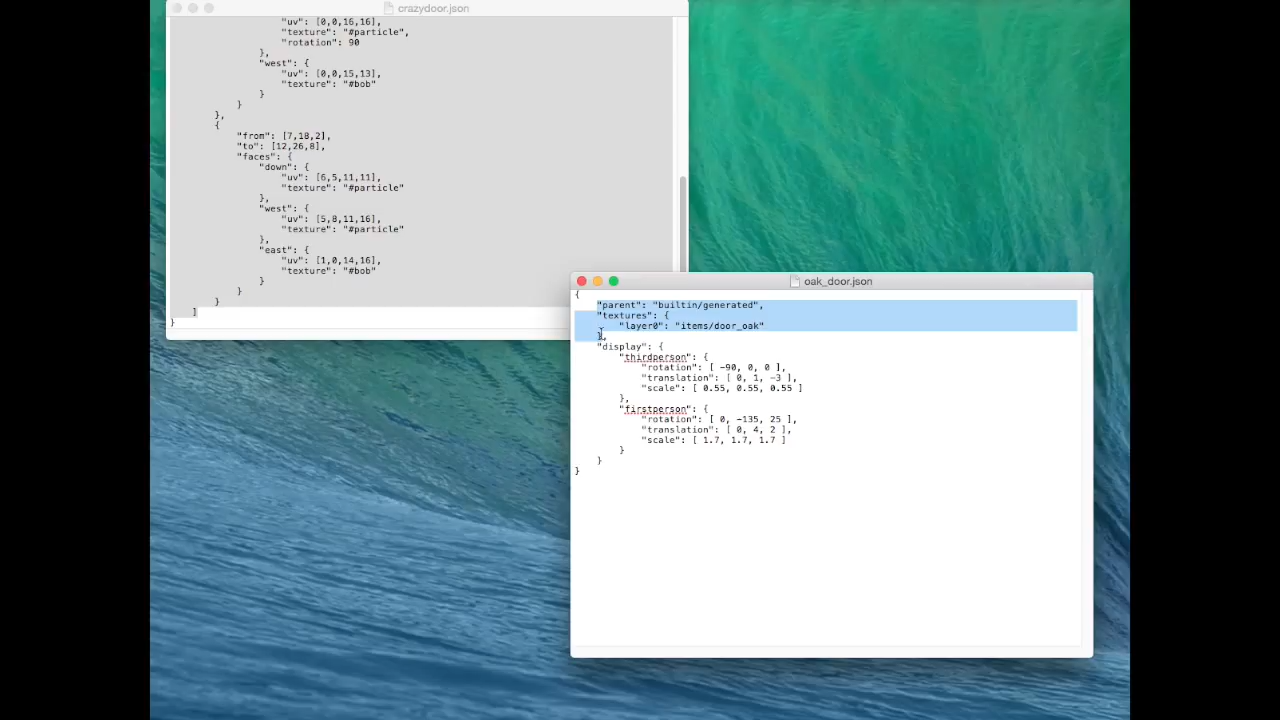 crazydoor.json
"uv": [0,0,16,16],
"texture": "#particle",
"rotation": 90
},
"west": {
"uv": [0,0,15,13],
"texture": "#bob"
}
}
},
{
"from": [7,18,2],
"to": [12,26,8],
"faces": {
"down": {
"uv": [6,5,11,11],
"texture": "#particle"
},
"west": {
"uv": [5,8,11,16],
"texture": "#particle"
},
"east": {
"uv": [1,0,14,16],
"texture": "#bob"
}
}
}
]
}
oak_door.json
{
"parent": "builtin/generated",
"textures": {
"layer0": "items/door_oak"
},
"display": {
"thirdperson": {
"rotation": [ -90, 0, 0 ],
"translation": [ 0, 1, -3 ],
"scale": [ 0.55, 0.55, 0.55 ]
},
"firstperson": {
"rotation": [ 0, -135, 25 ],
"translation": [ 0, 4, 2 ],
"scale": [ 1.7, 1.7, 1.7 ]
}
}
}